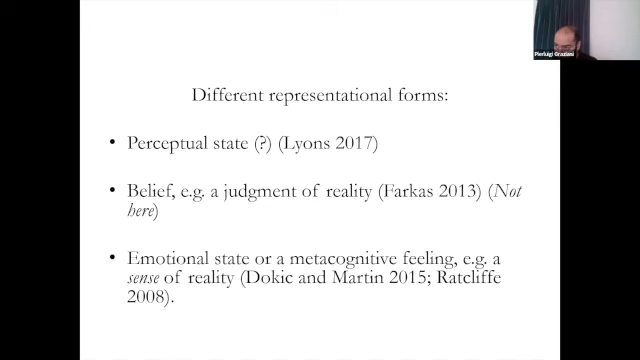 Pierluigi Graziani
Different representational forms:
• Perceptual state (?) (Lyons 2017)
• Belief, e.g. a judgment of reality (Farkas 2013) (Not
here)
• Emotional state or a metacognitive feeling, e.g. a
sense of reality (Dokic and Martin 2015; Ratcliffe
2008).